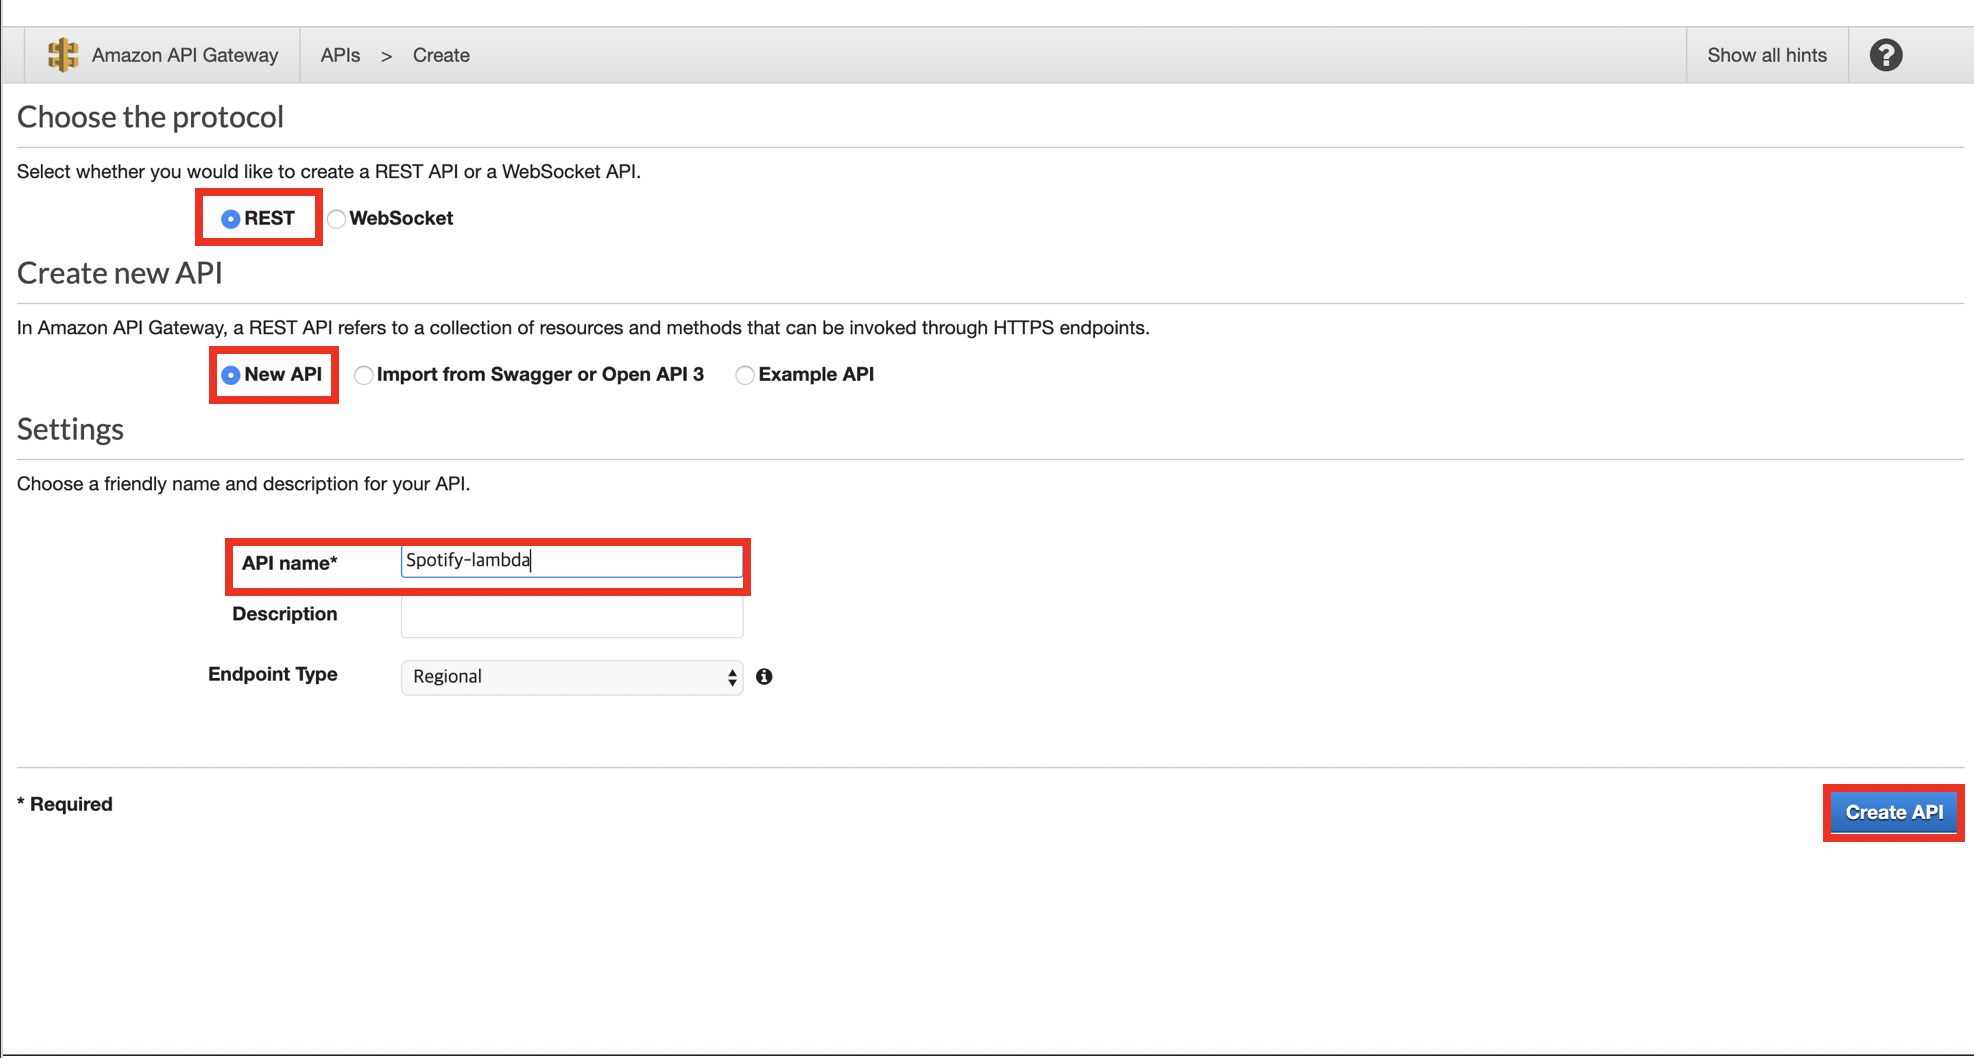 Amazon API Gateway APIs > Create Show all hints ?
Choose the protocol
Select whether you would like to create a REST API or a WebSocket API.
REST WebSocket
Create new API
In Amazon API Gateway, a REST API refers to a collection of resources and methods that can be invoked through HTTPS endpoints.
New API Import from Swagger or Open API 3 Example API
Settings
Choose a friendly name and description for your API.
API name* Spotify-lambda
Description
Endpoint Type Regional
* Required
Create API